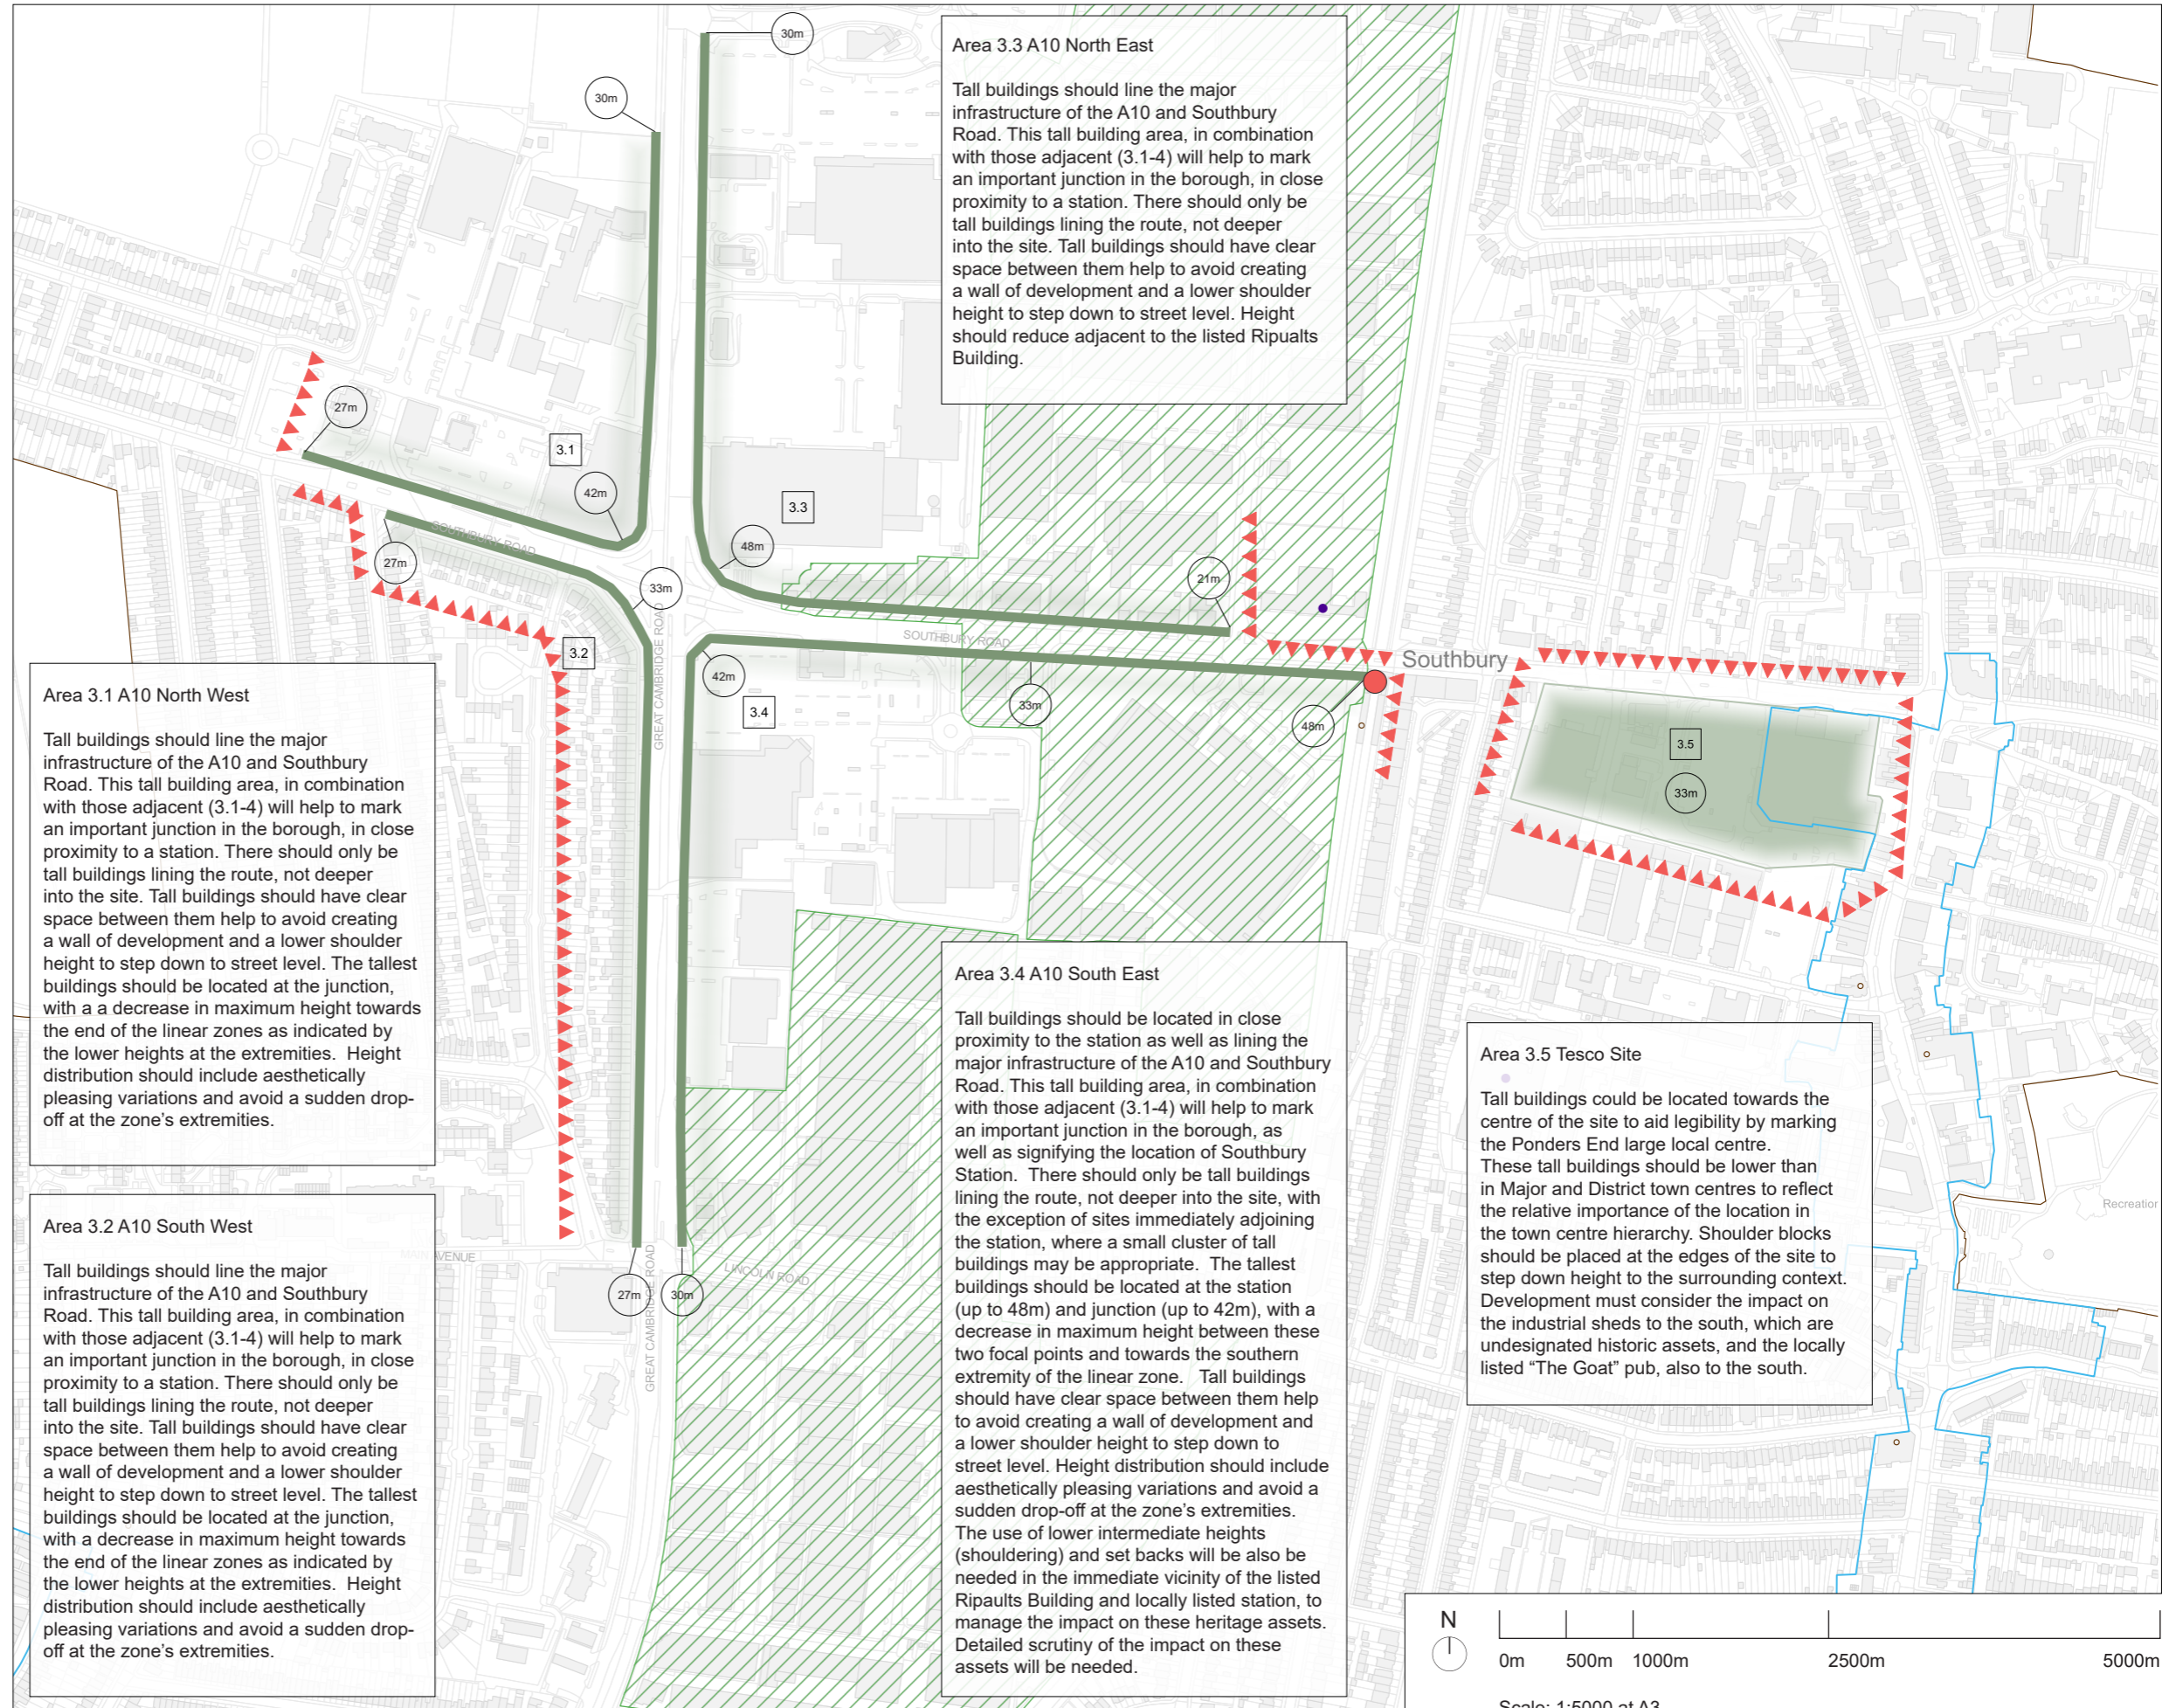 30m
30m
27m
3.1
42m
SOUTHBURY ROAD
27m
33m
3.2
GREAT CAMBRIDGE ROAD
3.3
48m
21m
SOUTHBURY ROAD
42m
3.4
33m
48m
Southbury
3.5
33m
Area 3.3 A10 North East
Tall buildings should line the major
infrastructure of the A10 and Southbury
Road. This tall building area, in combination
with those adjacent (3.1-4) will help to mark
an important junction in the borough, in close
proximity to a station. There should only be
tall buildings lining the route, not deeper
into the site. Tall buildings should have clear
space between them help to avoid creating
a wall of development and a lower shoulder
height to step down to street level. Height
should reduce adjacent to the listed Ripualts
Building.
Area 3.1 A10 North West
Tall buildings should line the major
infrastructure of the A10 and Southbury
Road. This tall building area, in combination
with those adjacent (3.1-4) will help to mark
an important junction in the borough, in close
proximity to a station. There should only be
tall buildings lining the route, not deeper
into the site. Tall buildings should have clear
space between them help to avoid creating
a wall of development and a lower shoulder
height to step down to street level. The tallest
buildings should be located at the junction,
with a a decrease in maximum height towards
the end of the linear zones as indicated by
the lower heights at the extremities.  Height
distribution should include aesthetically
pleasing variations and avoid a sudden drop-
off at the zone's extremities.
Area 3.2 A10 South West
Tall buildings should line the major
infrastructure of the A10 and Southbury
Road. This tall building area, in combination
with those adjacent (3.1-4) will help to mark
an important junction in the borough, in close
proximity to a station. There should only be
tall buildings lining the route, not deeper
into the site. Tall buildings should have clear
space between them help to avoid creating
a wall of development and a lower shoulder
height to step down to street level. The tallest
buildings should be located at the junction,
with a decrease in maximum height towards
the end of the linear zones as indicated by
the lower heights at the extremities.  Height
distribution should include aesthetically
pleasing variations and avoid a sudden drop-
off at the zone's extremities.
AVENUE
27m
30m
GREAT CAMBRIDGE ROAD
LINCOLN ROAD
Area 3.4 A10 South East
Tall buildings should be located in close
proximity to the station as well as lining the
major infrastructure of the A10 and Southbury
Road. This tall building area, in combination
with those adjacent (3.1-4) will help to mark
an important junction in the borough, as
well as signifying the location of Southbury
Station.  There should only be tall buildings
lining the route, not deeper into the site, with
the exception of sites immediately adjoining
the station, where a small cluster of tall
buildings may be appropriate.  The tallest
buildings should be located at the station
(up to 48m) and junction (up to 42m), with a
decrease in maximum height between these
two focal points and towards the southern
extremity of the linear zone.   Tall buildings
should have clear space between them help
to avoid creating a wall of development and
a lower shoulder height to step down to
street level. Height distribution should include
aesthetically pleasing variations and avoid a
sudden drop-off at the zone's extremities.
The use of lower intermediate heights
(shouldering) and set backs will be also be
needed in the immediate vicinity of the listed
Ripaults Building and locally listed station, to
manage the impact on these heritage assets.
Detailed scrutiny of the impact on these
assets will be needed.
Area 3.5 Tesco Site
Tall buildings could be located towards the
centre of the site to aid legibility by marking
the Ponders End large local centre.
These tall buildings should be lower than
in Major and District town centres to reflect
the relative importance of the location in
the town centre hierarchy. Shoulder blocks
should be placed at the edges of the site to
step down height to the surrounding context.
Development must consider the impact on
the industrial sheds to the south, which are
undesignated historic assets, and the locally
listed “The Goat” pub, also to the south.
Recreation
N
0m 500m 1000m 2500m 5000m
Scale: 1:5000 at A3